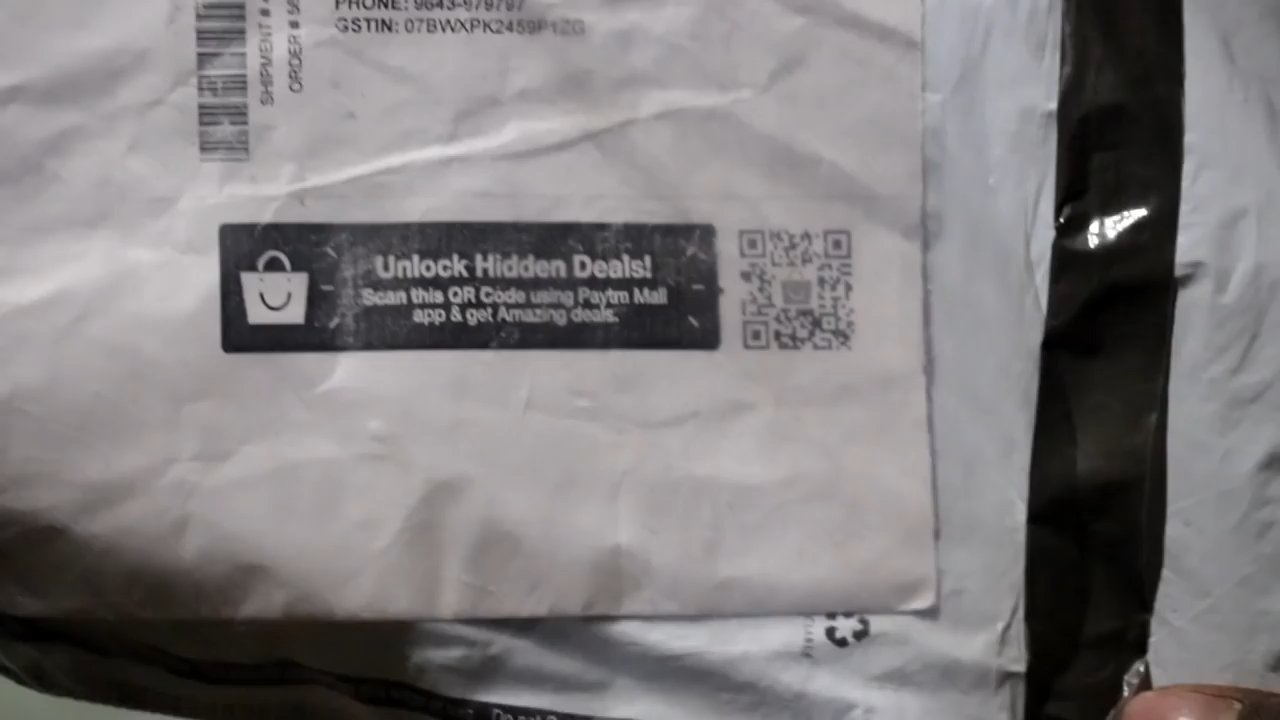 PHONE: 9643-979797
GSTIN: 07BWXPK2459P1ZG
SHIPMENT #
ORDER #
Unlock Hidden Deals!
Scan this QR Code using Paytm Mall
app & get Amazing deals.